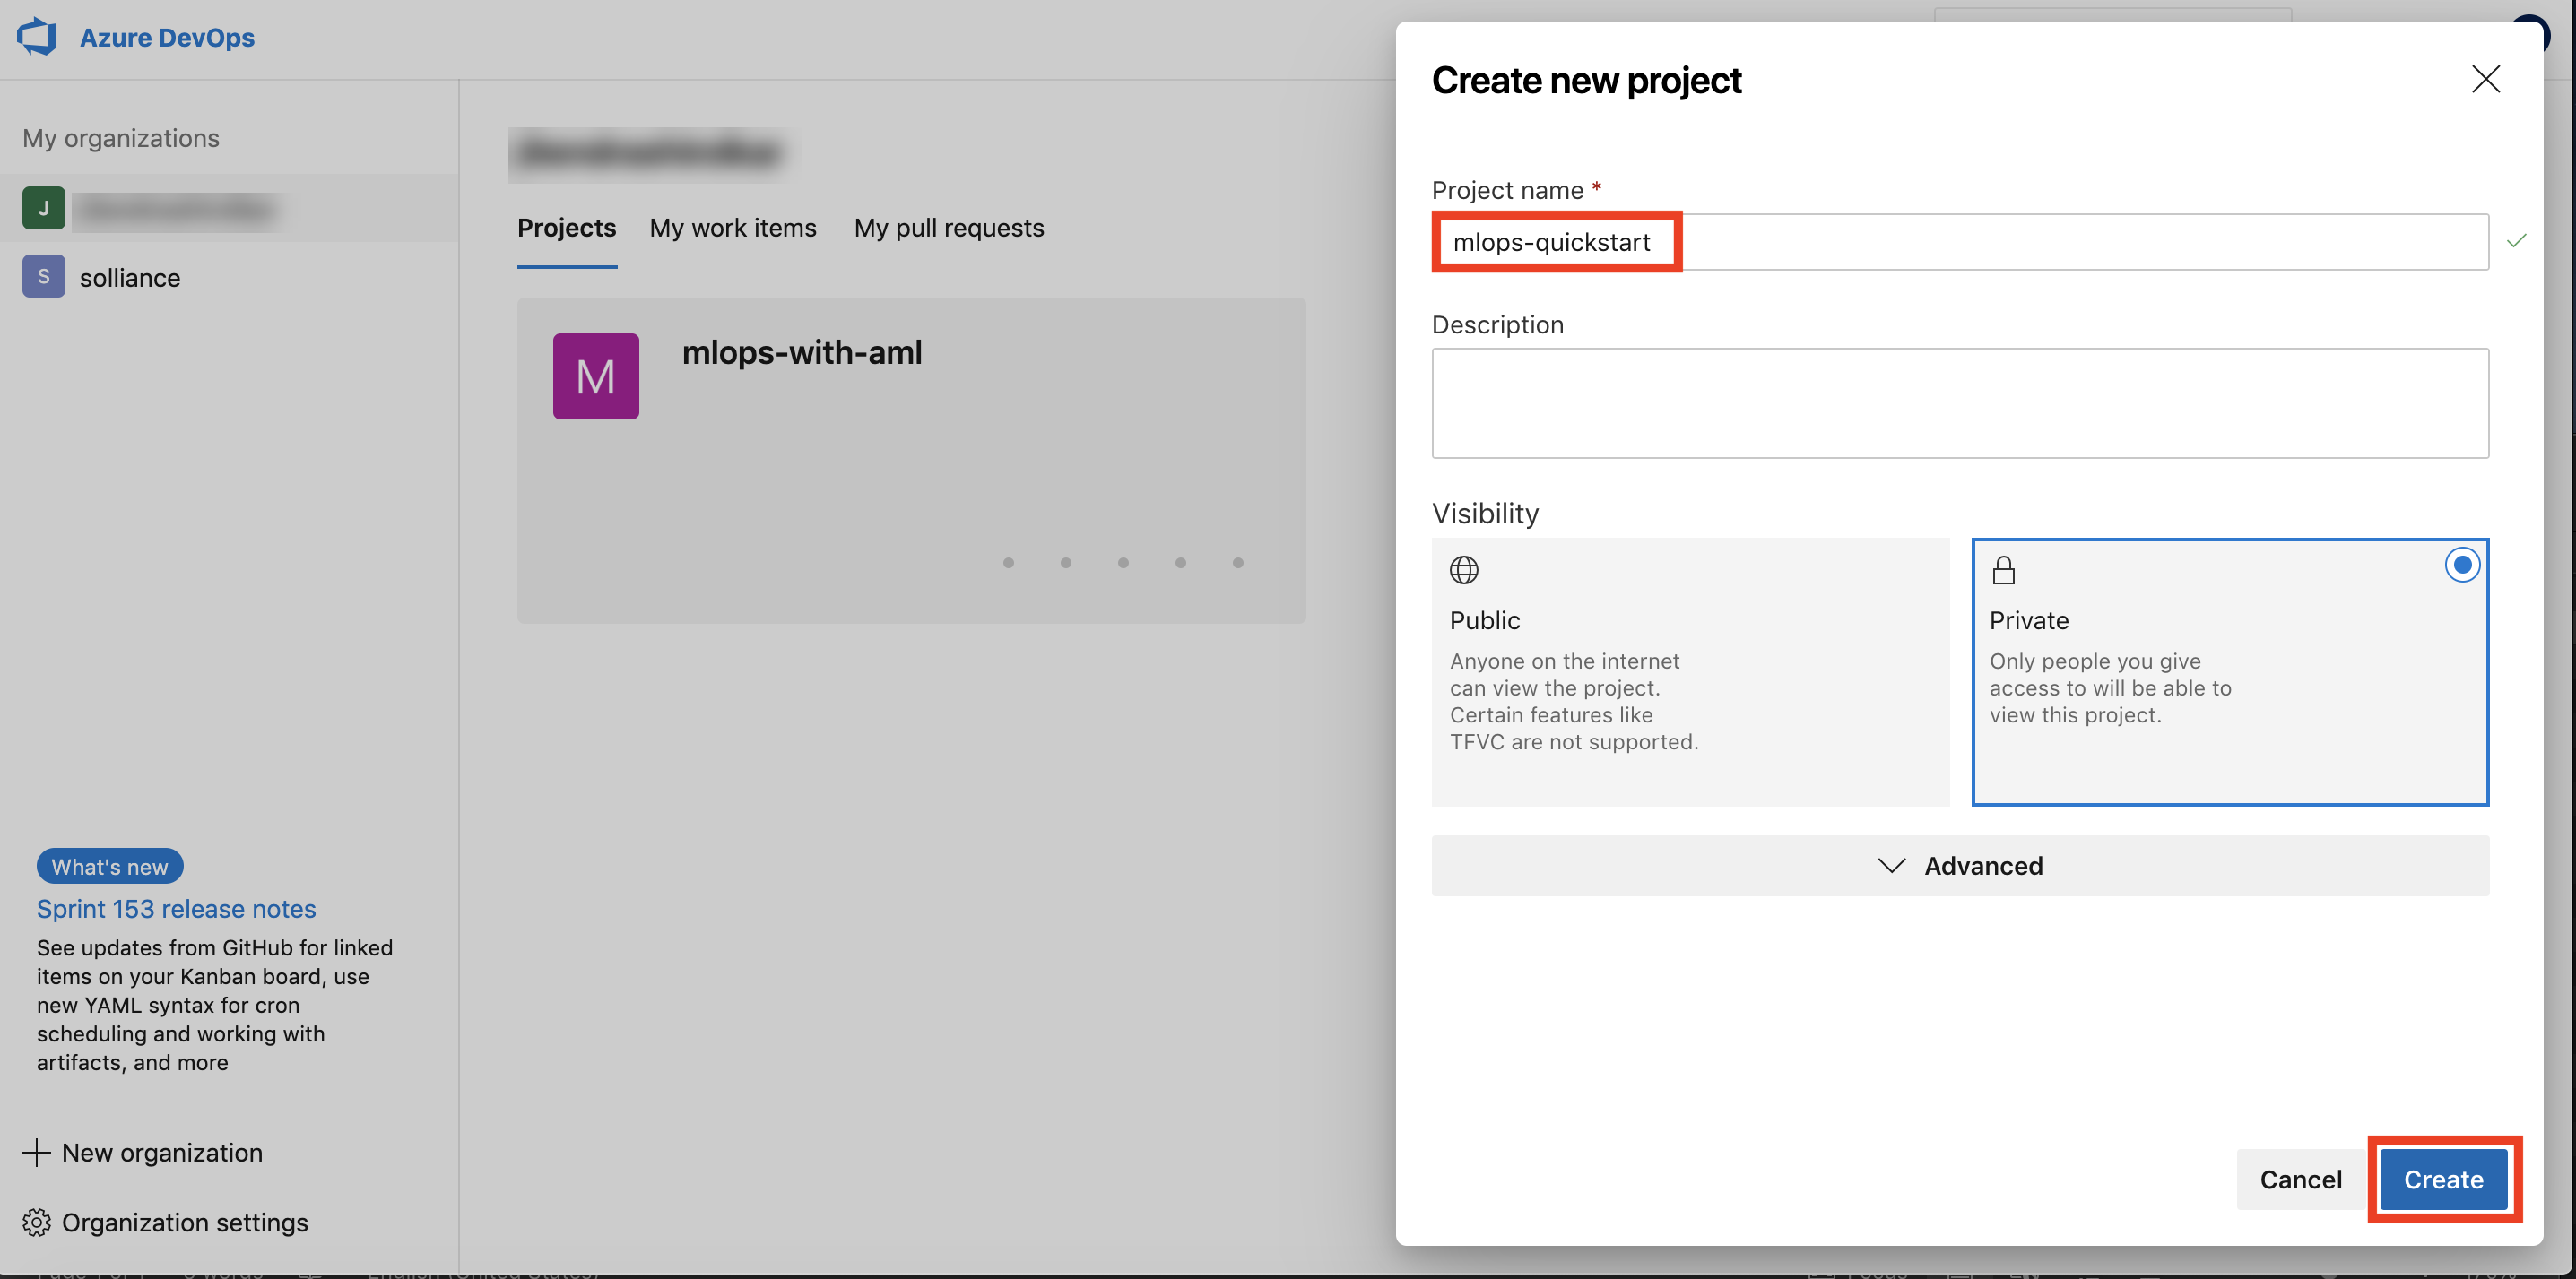 Azure DevOps
My organizations
J
S
solliance
What's new
Sprint 153 release notes
See updates from GitHub for linked
items on your Kanban board, use
new YAML syntax for cron
scheduling and working with
artifacts, and more
New organization
Organization settings
Projects
My work items
My pull requests
M
mlops-with-aml
Create new project
Project name *
mlops-quickstart
Description
Visibility
Public
Anyone on the internet
can view the project.
Certain features like
TFVC are not supported.
Private
Only people you give
access to will be able to
view this project.
Advanced
Cancel
Create